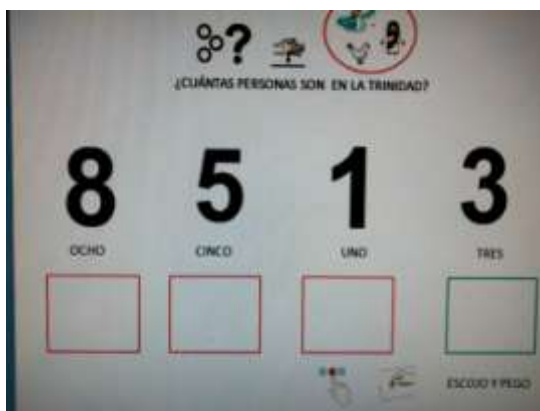 ?
¿CUÁNTAS PERSONAS SON EN LA TRINIDAD?
8 5 1 3
OCHO CINCO UNO TRES
ESCOJO Y PEGO